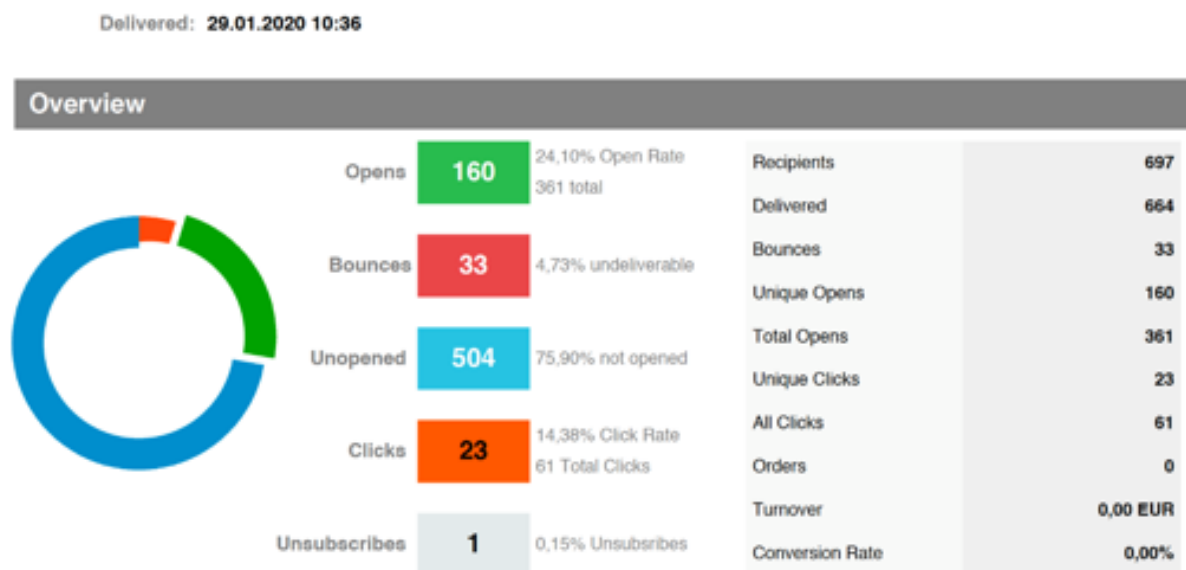 Delivered: 29.01.2020 10:36
Overview
Opens
160
24,10% Open Rate
361 total
Bounces
33
4,73% undeliverable
Unopened
504
75,90% not opened
Clicks
23
14,38% Click Rate
61 Total Clicks
Unsubscribes
1
0,15% Unsubsribes
Recipients 697
Delivered 664
Bounces 33
Unique Opens 160
Total Opens 361
Unique Clicks 23
All Clicks 61
Orders 0
Turnover 0,00 EUR
Conversion Rate 0,00%